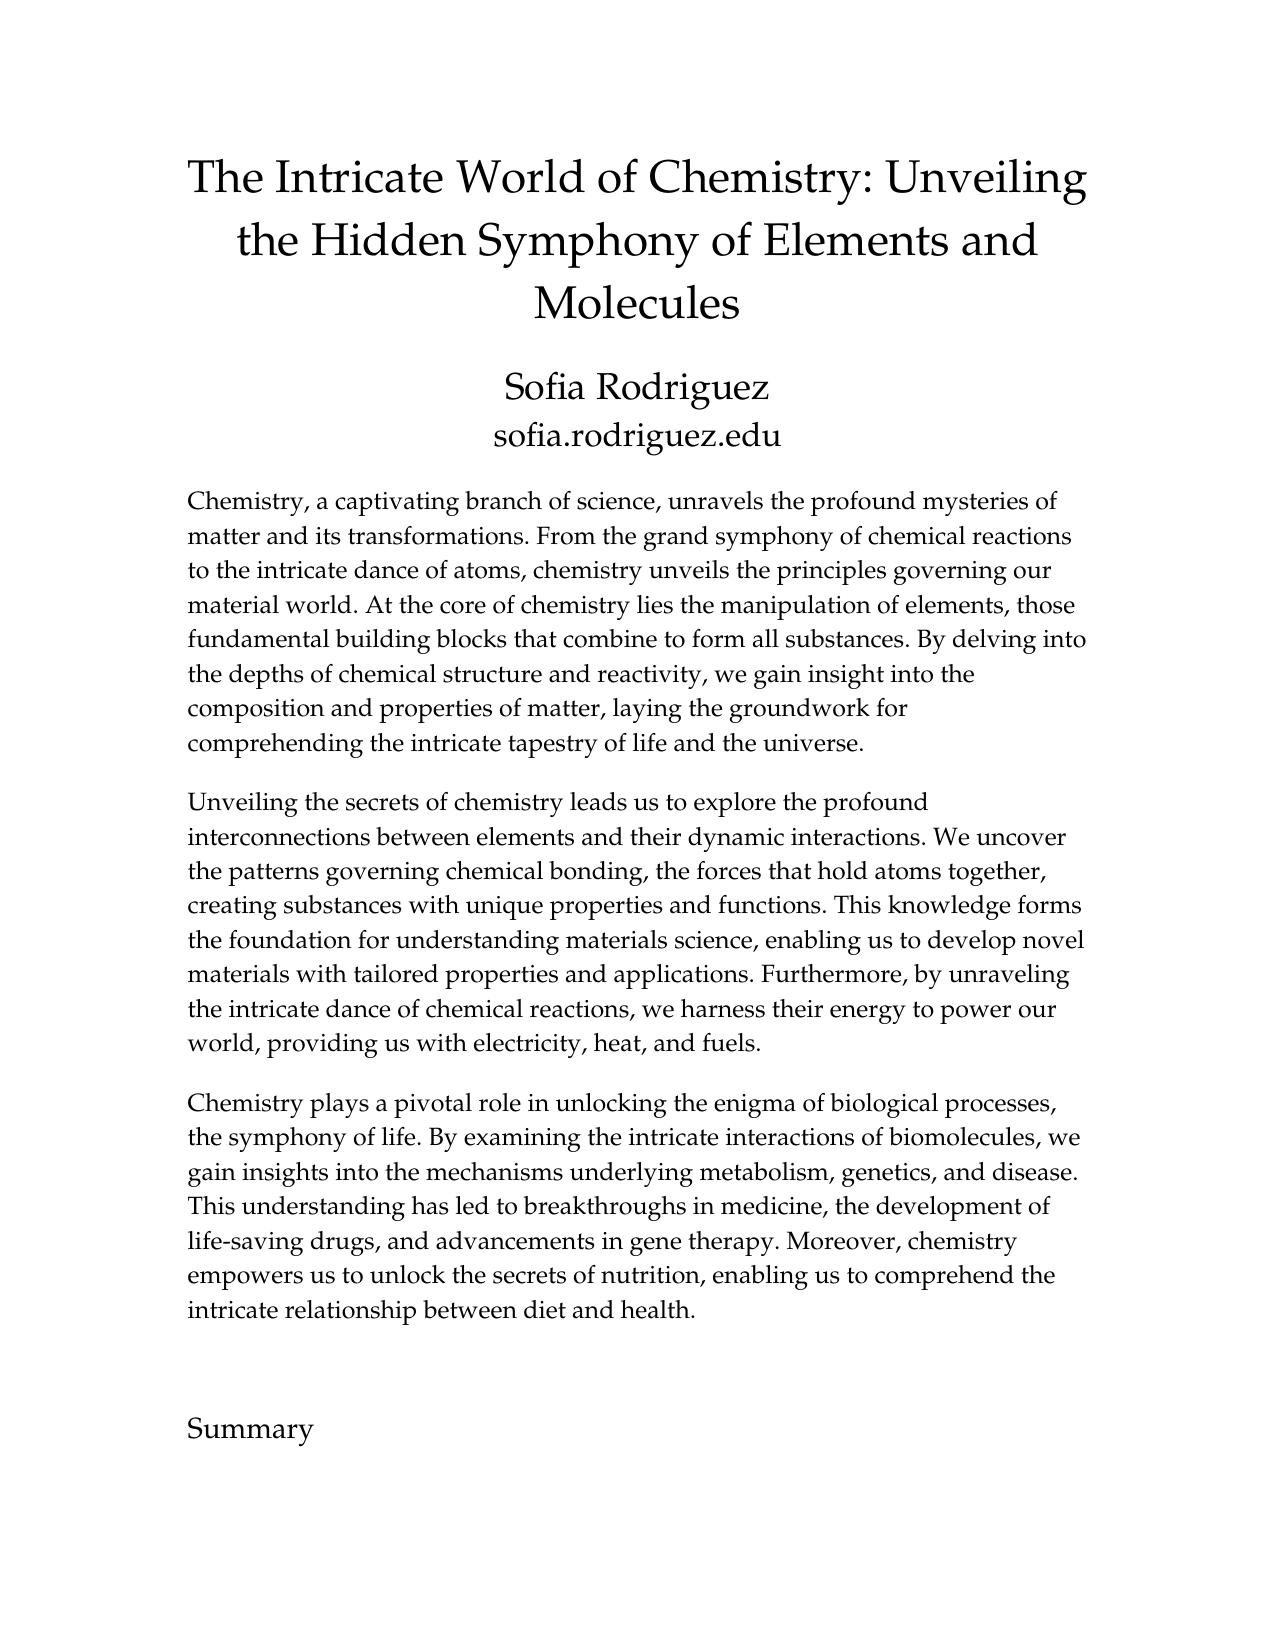 The Intricate World of Chemistry: Unveiling
the Hidden Symphony of Elements and
Molecules
Sofia Rodriguez
sofia.rodriguez.edu
Chemistry, a captivating branch of science, unravels the profound mysteries of
matter and its transformations. From the grand symphony of chemical reactions
to the intricate dance of atoms, chemistry unveils the principles governing our
material world. At the core of chemistry lies the manipulation of elements, those
fundamental building blocks that combine to form all substances. By delving into
the depths of chemical structure and reactivity, we gain insight into the
composition and properties of matter, laying the groundwork for
comprehending the intricate tapestry of life and the universe.
Unveiling the secrets of chemistry leads us to explore the profound
interconnections between elements and their dynamic interactions. We uncover
the patterns governing chemical bonding, the forces that hold atoms together,
creating substances with unique properties and functions. This knowledge forms
the foundation for understanding materials science, enabling us to develop novel
materials with tailored properties and applications. Furthermore, by unraveling
the intricate dance of chemical reactions, we harness their energy to power our
world, providing us with electricity, heat, and fuels.
Chemistry plays a pivotal role in unlocking the enigma of biological processes,
the symphony of life. By examining the intricate interactions of biomolecules, we
gain insights into the mechanisms underlying metabolism, genetics, and disease.
This understanding has led to breakthroughs in medicine, the development of
life-saving drugs, and advancements in gene therapy. Moreover, chemistry
empowers us to unlock the secrets of nutrition, enabling us to comprehend the
intricate relationship between diet and health.
Summary